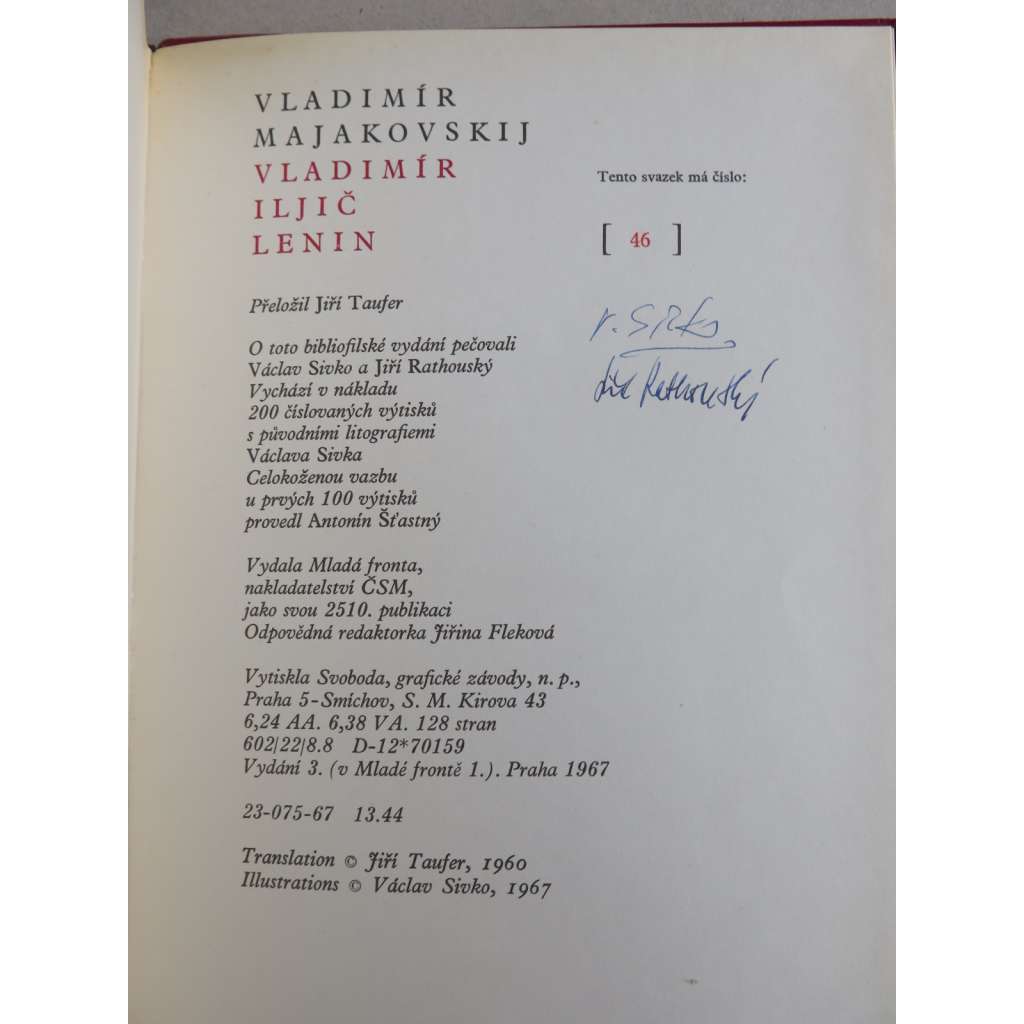 VLADIMÍR
MAJAKOVSKIJ
VLADIMÍR
ILJIČ
LENIN
Přeložil Jiří Taufer
O toto bibliofilské vydání pečovali
Václav Sivko a Jiří Rathouský
Vychází v nákladu
200 číslovaných výtisků
s původními litografiemi
Václava Sivka
Celokoženou vazbu
u prvých 100 výtisků
provedl Antonín Šťastný
Vydala Mladá fronta,
nakladatelství ČSM,
jako svou 2510. publikaci
Odpovědná redaktorka Jiřina Fleková
Vytiskla Svoboda, grafické závody, n. p.,
Praha 5-Smíchov, S. M. Kirova 43
6,24 AA. 6,38 VA. 128 stran
602/22/8.8 D-12*70159
Vydání 3. (v Mladé frontě 1.). Praha 1967
23-075-67 13.44
Translation © Jiří Taufer, 1960
Illustrations © Václav Sivko, 1967
Tento svazek má číslo:
[ 46 ]
V. Sivko
Jiří Rathouský